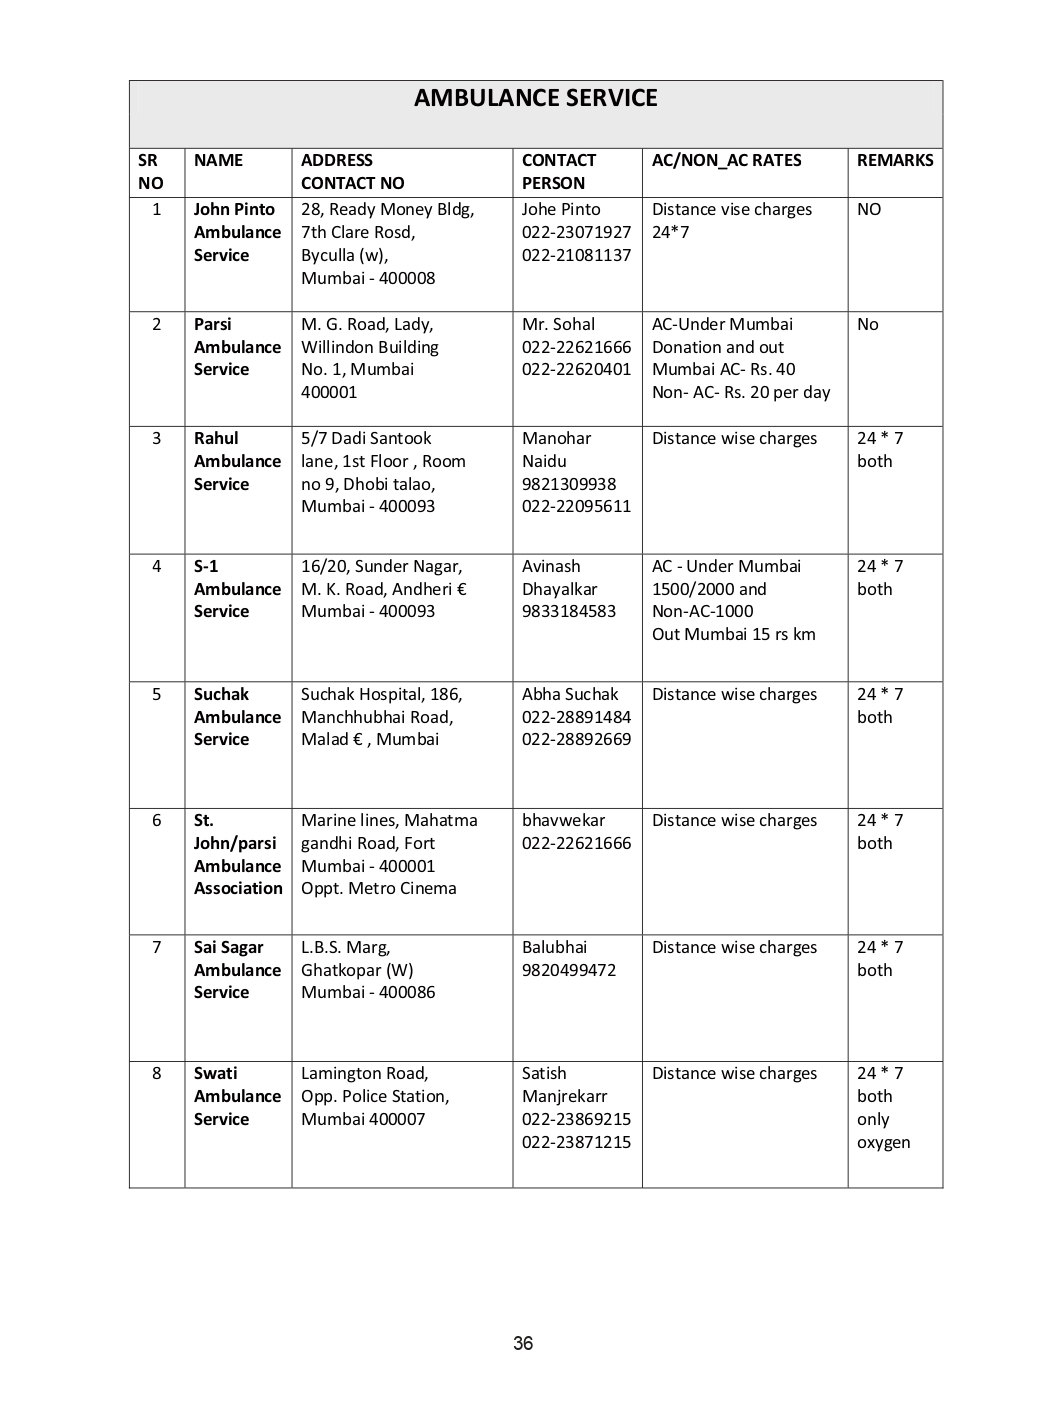 AMBULANCE SERVICE
SR NO NAME ADDRESS CONTACT NO CONTACT PERSON AC/NON_AC RATES REMARKS
1
John Pinto
Ambulance
Service
28, Ready Money Bldg,
7th Clare Rosd,
Byculla (w),
Mumbai - 400008
Johe Pinto
022-23071927
022-21081137
Distance vise charges
24*7
NO
2
Parsi
Ambulance
Service
M. G. Road, Lady,
Willindon Building
No. 1, Mumbai
400001
Mr. Sohal
022-22621666
022-22620401
AC-Under Mumbai
Donation and out
Mumbai AC- Rs. 40
Non- AC- Rs. 20 per day
No
3
Rahul
Ambulance
Service
5/7 Dadi Santook
lane, 1st Floor , Room
no 9, Dhobi talao,
Mumbai - 400093
Manohar
Naidu
9821309938
022-22095611
Distance wise charges
24 * 7
both
4
S-1
Ambulance
Service
16/20, Sunder Nagar,
M. K. Road, Andheri €
Mumbai - 400093
Avinash
Dhayalkar
9833184583
AC - Under Mumbai
1500/2000 and
Non-AC-1000
Out Mumbai 15 rs km
24 * 7
both
5
Suchak
Ambulance
Service
Suchak Hospital, 186,
Manchhubhai Road,
Malad € , Mumbai
Abha Suchak
022-28891484
022-28892669
Distance wise charges
24 * 7
both
6
St.
John/parsi
Ambulance
Association
Marine lines, Mahatma
gandhi Road, Fort
Mumbai - 400001
Oppt. Metro Cinema
bhavwekar
022-22621666
Distance wise charges
24 * 7
both
7
Sai Sagar
Ambulance
Service
L.B.S. Marg,
Ghatkopar (W)
Mumbai - 400086
Balubhai
9820499472
Distance wise charges
24 * 7
both
8
Swati
Ambulance
Service
Lamington Road,
Opp. Police Station,
Mumbai 400007
Satish
Manjrekarr
022-23869215
022-23871215
Distance wise charges
24 * 7
both
only
oxygen
36